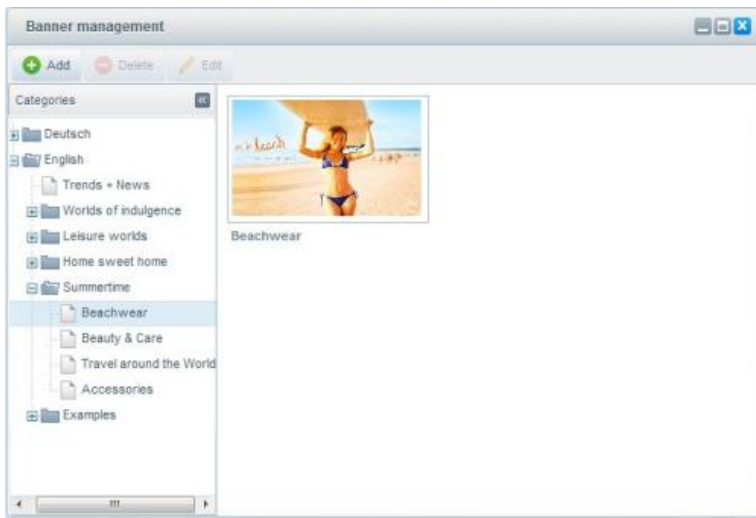 Banner management
Add
Delete
Edit
Categories
Deutsch
English
Trends + News
Worlds of indulgence
Leisure worlds
Home sweet home
Summertime
Beachwear
Beauty & Care
Travel around the World
Accessories
Examples
Beachwear